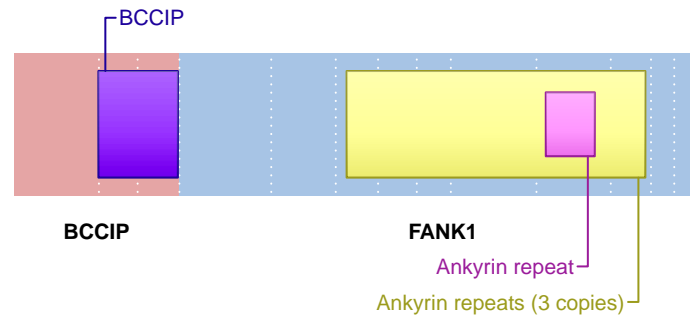 BCCIP
BCCIP FANK1
Ankyrin repeat
Ankyrin repeats (3 copies)